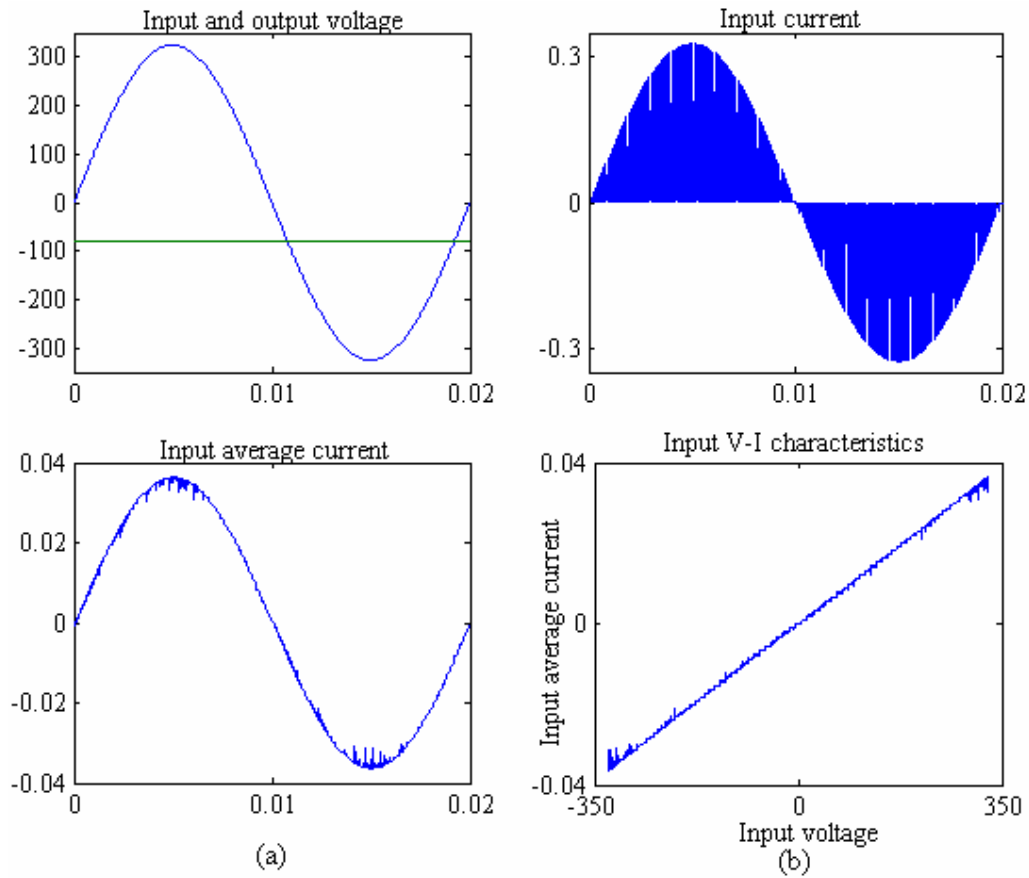 Input and output voltage
300
200
100
0
-100
-200
-300
0 0.01 0.02
Input current
0.3
0
-0.3
0 0.01 0.02
Input average current
0.04
0.02
0
-0.02
-0.04
0 0.01 0.02
(a)
Input V-I characteristics
Input average current
0.04
0
-0.04
-350 0 350
Input voltage
(b)